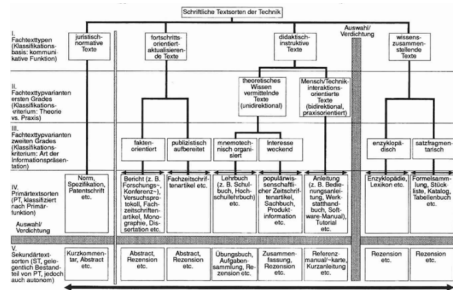 Schriftliche Textsorten der Technik
Auswahl/
Verdichtung
I.
Fachtexttypen
(Klassifikations-
basis: kommuni-
kative Funktion)
juristisch-
normative Texte
fortschritts-
orientiert-
aktualisieren-
de Texte
didaktisch-
instruktive
Texte
wissens-
zusammen-
stellende
Texte
II.
Fachtexttypvarianten
ersten Grades
(Klassifikations-
kriterium: Theorie
vs. Praxis)
theoretisches
Wissen
vermittelnde
Texte
(unidirektional)
Mensch/Technik-
interaktions-
orientierte Texte
(bidirektional,
praxisorientiert)
III.
Fachtexttypvarianten
zweiten Grades
(Klassifikations-
kriterium: Art der
Informationspräsentation)
fakten-
orientiert
publizistisch
aufbereitet
mnemotech-
nisch organi-
siert
Interesse
weckend
enzyklopä-
disch
satzfragmen-
tarisch
IV.
Primärtextsorten
(PT, klassifiziert
nach Primär-
funktion)
Auswahl/
Verdichtung
Norm,
Spezifikation,
Patentschrift
Bericht (z. B.
Forschungs-,
Konferenz-),
Versuchspro-
tokoll, Fach-
zeitschriften-
artikel, Mono-
graphie, Dis-
sertation etc.
Fachzeitschrif-
tenartikel etc.
Lehrbuch (z.
B. Schul-
buch, Hoch-
schullehrbuch)
etc.
populärwis-
senschaftli-
cher Zeitschrif-
tenartikel,
Sachbuch,
Produkt
information
etc.
Anleitung
(z. B. Bedie-
nungsanlei-
tung, Werk-
statthand-
buch, Soft-
ware-Manual),
Tutorial etc.
Enzyklopädie,
Lexikon etc.
Formelsamm-
lung, Stück
liste, Katalog,
Tabellenbuch
etc.
V.
Sekundärtext-
sorten (ST, gele-
gentlich Bestand-
teil von PT, jedoch
auch autonom)
Kurzkommen-
tar, Abstract
etc.
Abstract,
Rezension
etc.
Abstract, Re-
zension etc.
Übungsbuch,
Aufgaben-
sammlung, Re-
zension etc.
Zusammen-
fassung,
Rezension
etc.
Referenz
manual/-karte,
Kurzanleitung
etc.
Rezension
etc.
Rezension
etc.